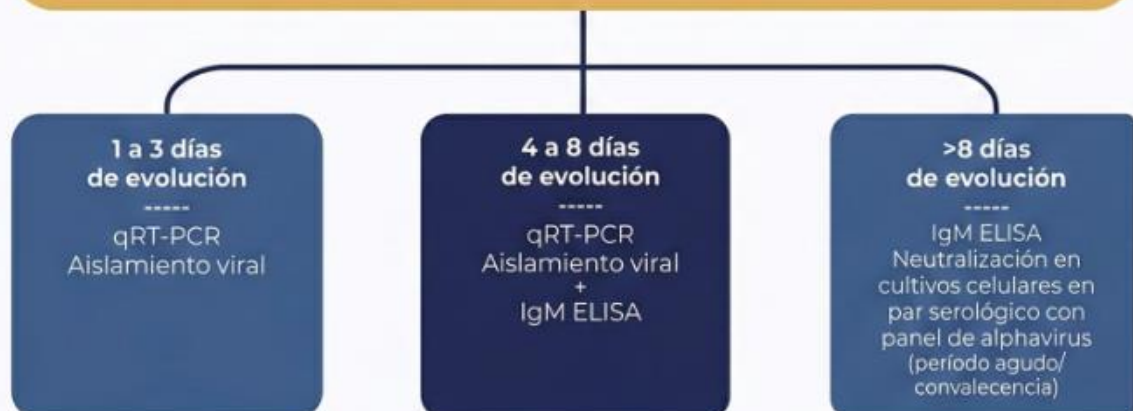 1 a 3 días
de evolución
-----
qRT-PCR
Aislamiento viral
4 a 8 días
de evolución
-----
qRT-PCR
Aislamiento viral
+
IgM ELISA
>8 días
de evolución
-----
IgM ELISA
Neutralización en
cultivos celulares en
par serológico con
panel de alphavirus
(período agudo/
convalecencia)